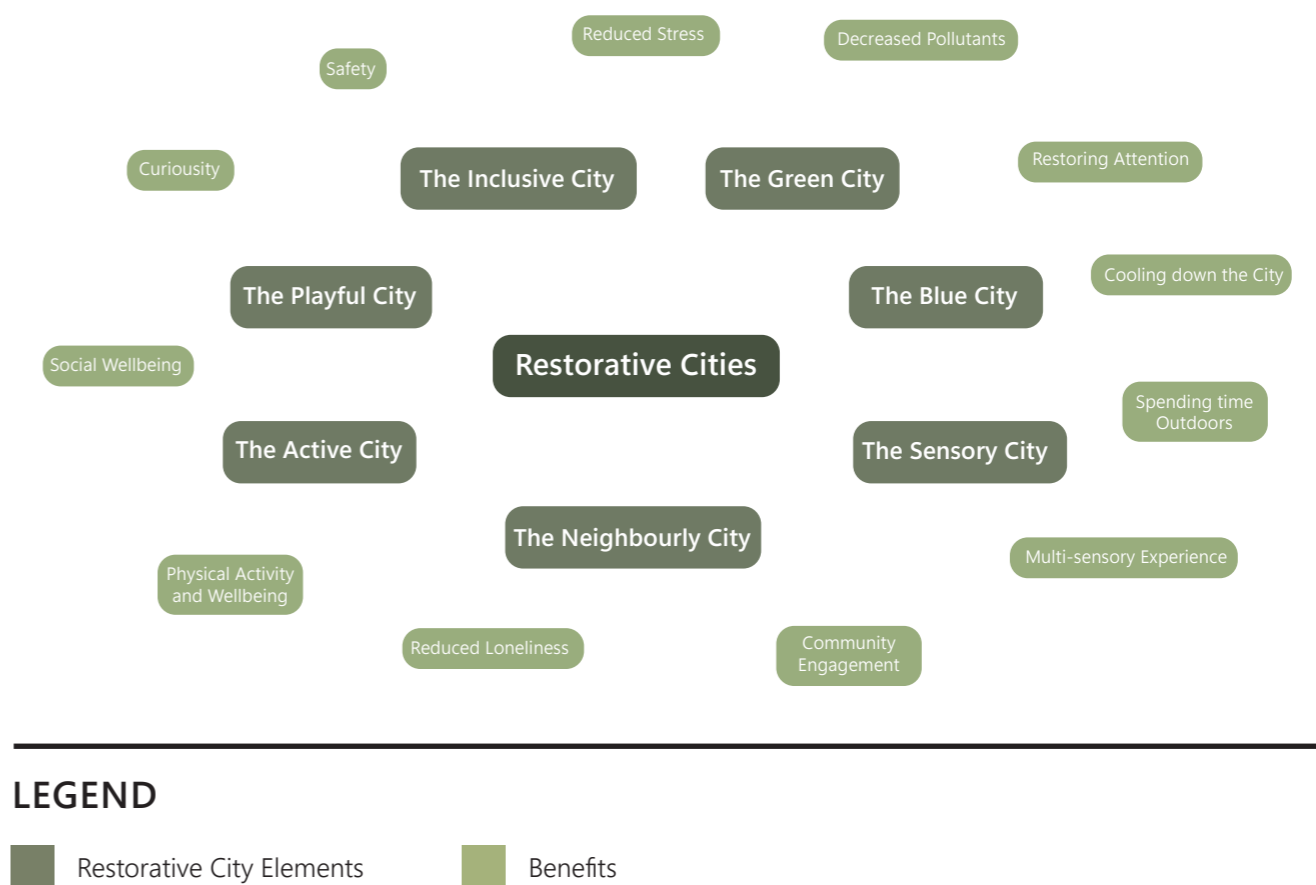 Reduced Stress
Decreased Pollutants
Safety
Curiousity
The Inclusive City
The Green City
Restoring Attention
The Playful City
The Blue City
Cooling down the City
Social Wellbeing
Restorative Cities
Spending time
Outdoors
The Active City
The Sensory City
The Neighbourly City
Multi-sensory Experience
Physical Activity
and Wellbeing
Reduced Loneliness
Community
Engagement
LEGEND
Restorative City Elements
Benefits